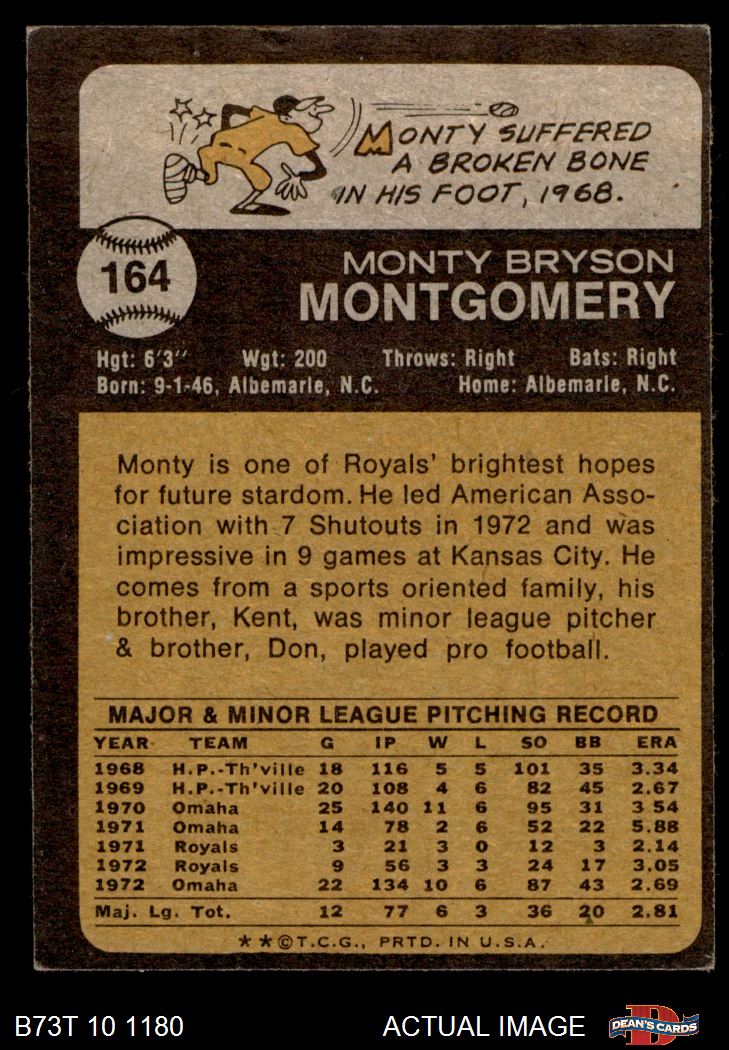 MONTY SUFFERED
A BROKEN BONE
IN HIS FOOT, 1968.
164
MONTY BRYSON
MONTGOMERY
Hgt: 6'3" Wgt: 200 Throws: Right Bats: Right
Born: 9-1-46, Albemarle, N.C. Home: Albemarle, N.C.
Monty is one of Royals' brightest hopes
for future stardom. He led American Asso-
ciation with 7 Shutouts in 1972 and was
impressive in 9 games at Kansas City. He
comes from a sports oriented family, his
brother, Kent, was minor league pitcher
& brother, Don, played pro football.
MAJOR & MINOR LEAGUE PITCHING RECORD
YEAR TEAM G IP W L SO BB ERA
1968 H.P.-Th'ville 18 116 5 5 101 35 3.34
1969 H.P.-Th'ville 20 108 4 6 82 45 2.67
1970 Omaha 25 140 11 6 95 31 3 54
1971 Omaha 14 78 2 6 52 22 5.88
1971 Royals 3 21 3 0 12 3 2.14
1972 Royals 9 56 3 3 24 17 3.05
1972 Omaha 22 134 10 6 87 43 2.69
Maj. Lg. Tot. 12 77 6 3 36 20 2.81
★★©T.C.G., PRTD. IN U.S.A.
B73T 10 1180 ACTUAL IMAGE DEAN'S CARDS